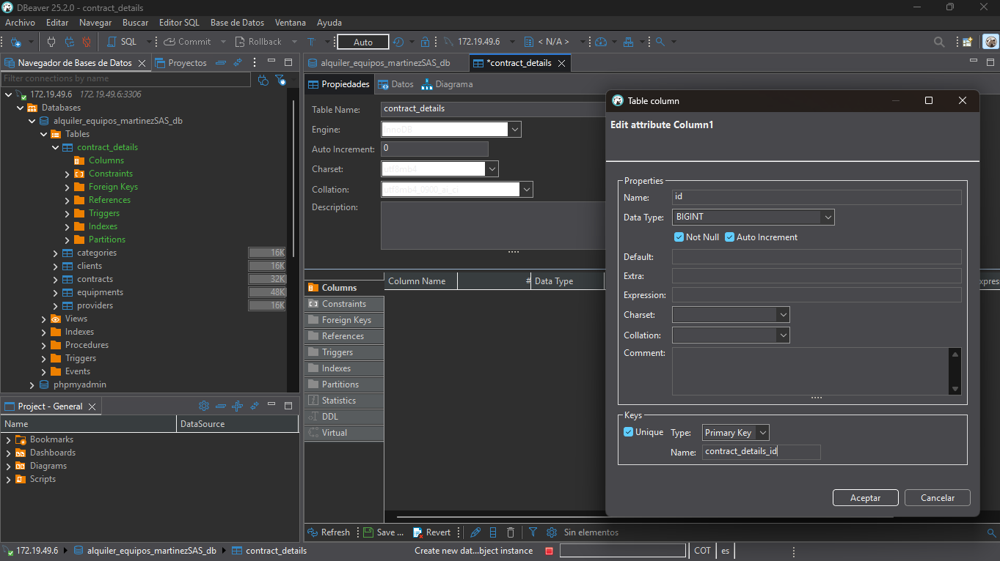 DBeaver 25.2.0 - contract_details
Archivo Editar Navegar Buscar Editor SQL Base de Datos Ventana Ayuda
SQL Commit Rollback T Auto 172.19.49.6 < N/A >
Navegador de Bases de Datos Proyectos
Filter connections by name
172.19.49.6 172.19.49.6:3306
Databases
alquiler_equipos_martinezSAS_db
Tables
contract_details
Columns
Constraints
Foreign Keys
References
Triggers
Indexes
Partitions
categories 16K
clients 16K
contracts 32K
equipments 48K
providers 16K
Views
Indexes
Procedures
Triggers
Events
phpmyadmin
Project - General
Name DataSource
Bookmarks
Dashboards
Diagrams
Scripts
alquiler_equipos_martinezSAS_db *contract_details
Propiedades Datos Diagrama
Table Name: contract_details
Engine: InnoDB
Auto Increment: 0
Charset: utf8mb4
Collation: utf8mb4_0900_ai_ci
Description:
Columns
Constraints
Foreign Keys
References
Triggers
Indexes
Partitions
Statistics
DDL
Virtual
Column Name # Data Type
Table column
Edit attribute Column1
Properties
Name: id
Data Type: BIGINT
Not Null Auto Increment
Default:
Extra:
Expression:
Charset:
Collation:
Comment:
Keys
Unique Type: Primary Key
Name: contract_details_id
Aceptar Cancelar
Refresh Save ... Revert Sin elementos
172.19.49.6 alquiler_equipos_martinezSAS_db contract_details Create new dat...bject instance COT es